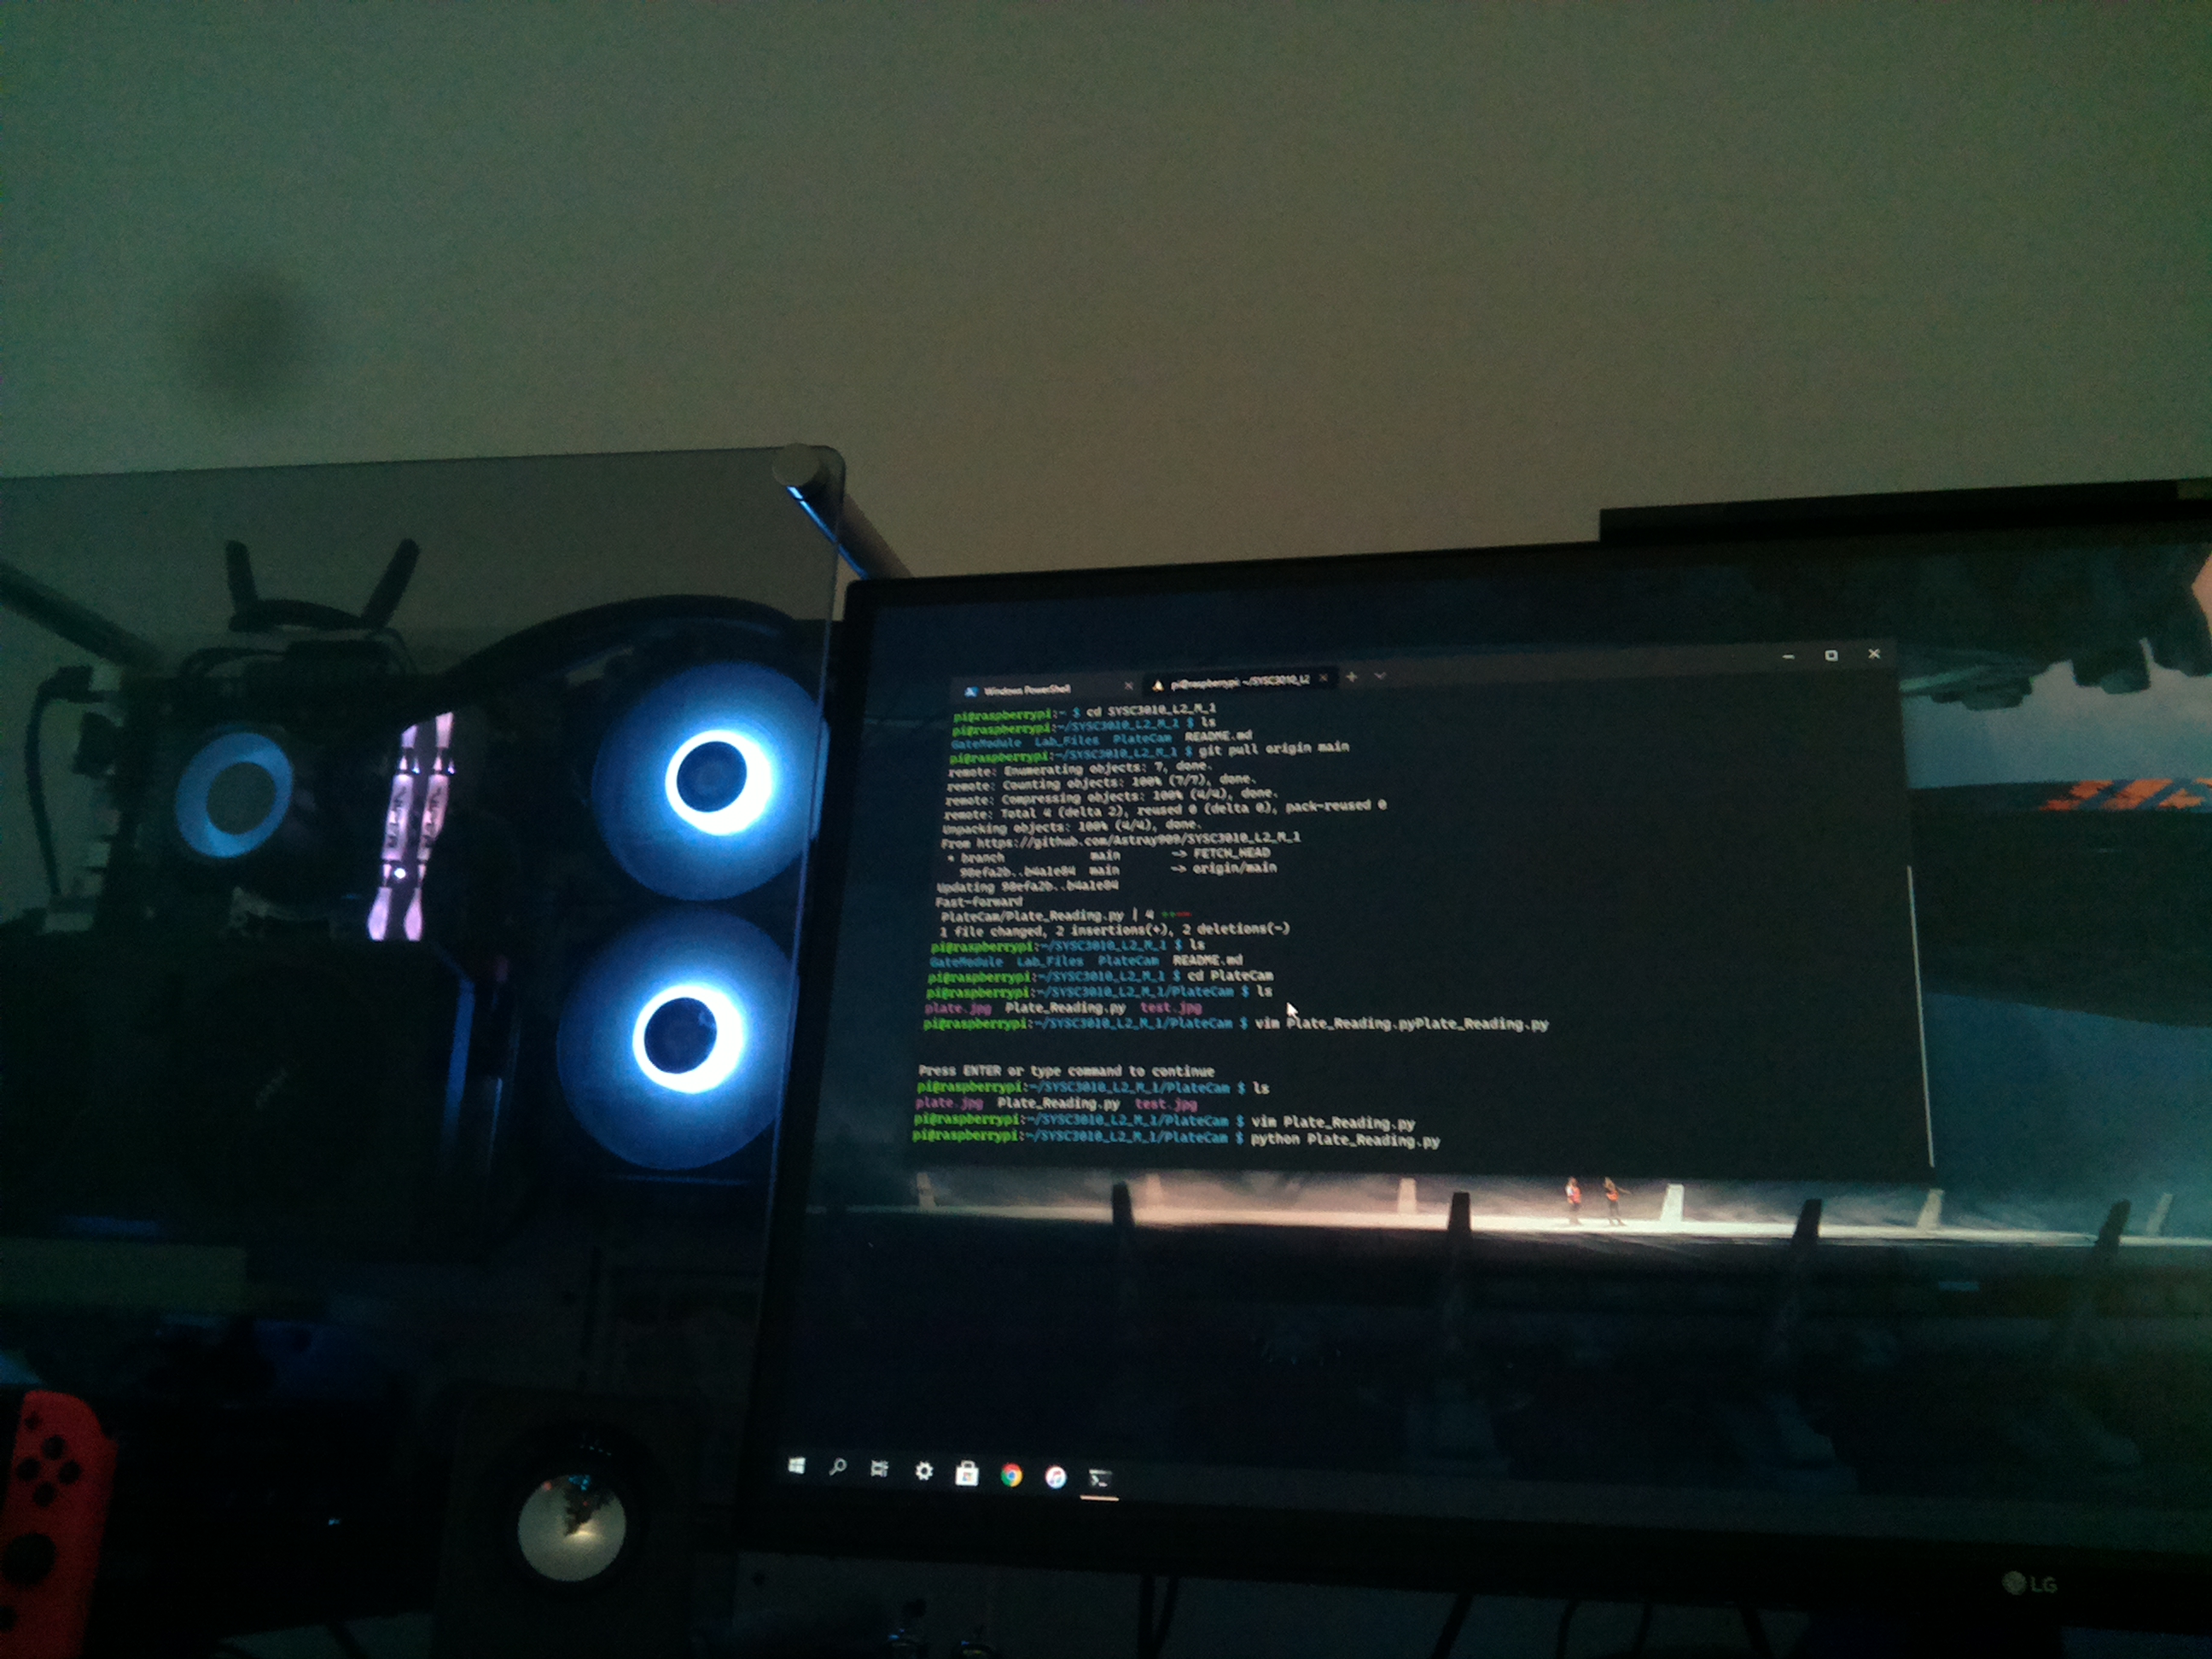 Windows PowerShell
pi@raspberrypi: ~/SYSC3010_L2
pi@raspberrypi:~ $ cd SYSC3010_L2_M_1
pi@raspberrypi:~/SYSC3010_L2_M_1 $ ls
GateModule Lab_Files PlateCam README.md
pi@raspberrypi:~/SYSC3010_L2_M_1 $ git pull origin main
remote: Enumerating objects: 7, done.
remote: Counting objects: 100% (7/7), done.
remote: Compressing objects: 100% (4/4), done.
remote: Total 4 (delta 2), reused 0 (delta 0), pack-reused 0
Unpacking objects: 100% (4/4), done.
From https://github.com/Astray909/SYSC3010_L2_M_1
* branch main -> FETCH_HEAD
98efa2b..b4a1e84 main -> origin/main
Updating 98efa2b..b4a1e84
Fast-forward
PlateCam/Plate_Reading.py | 4 ++--
1 file changed, 2 insertions(+), 2 deletions(-)
pi@raspberrypi:~/SYSC3010_L2_M_1 $ ls
GateModule Lab_Files PlateCam README.md
pi@raspberrypi:~/SYSC3010_L2_M_1 $ cd PlateCam
pi@raspberrypi:~/SYSC3010_L2_M_1/PlateCam $ ls
plate.jpg Plate_Reading.py test.jpg
pi@raspberrypi:~/SYSC3010_L2_M_1/PlateCam $ vim Plate_Reading.pyPlate_Reading.py
Press ENTER or type command to continue
pi@raspberrypi:~/SYSC3010_L2_M_1/PlateCam $ ls
plate.jpg Plate_Reading.py test.jpg
pi@raspberrypi:~/SYSC3010_L2_M_1/PlateCam $ vim Plate_Reading.py
pi@raspberrypi:~/SYSC3010_L2_M_1/PlateCam $ python Plate_Reading.py
LG